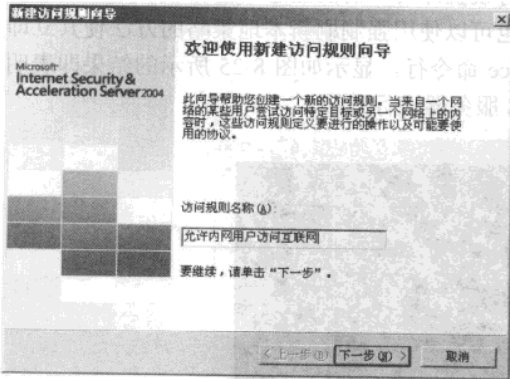 新建访问规则向导
欢迎使用新建访问规则向导
Microsoft
Internet Security &
Acceleration Server 2004
此向导帮助您创建一个新的访问规则。当来自一个网
络的某些用户尝试访问特定目标或另一个网络上的内
容时，这些访问规则定义要进行的操作以及可能要使
用的协议。
访问规则名称(A):
允许内网用户访问互联网
要继续，请单击“下一步”。
< 上一步(B)
下一步(N) >
取消